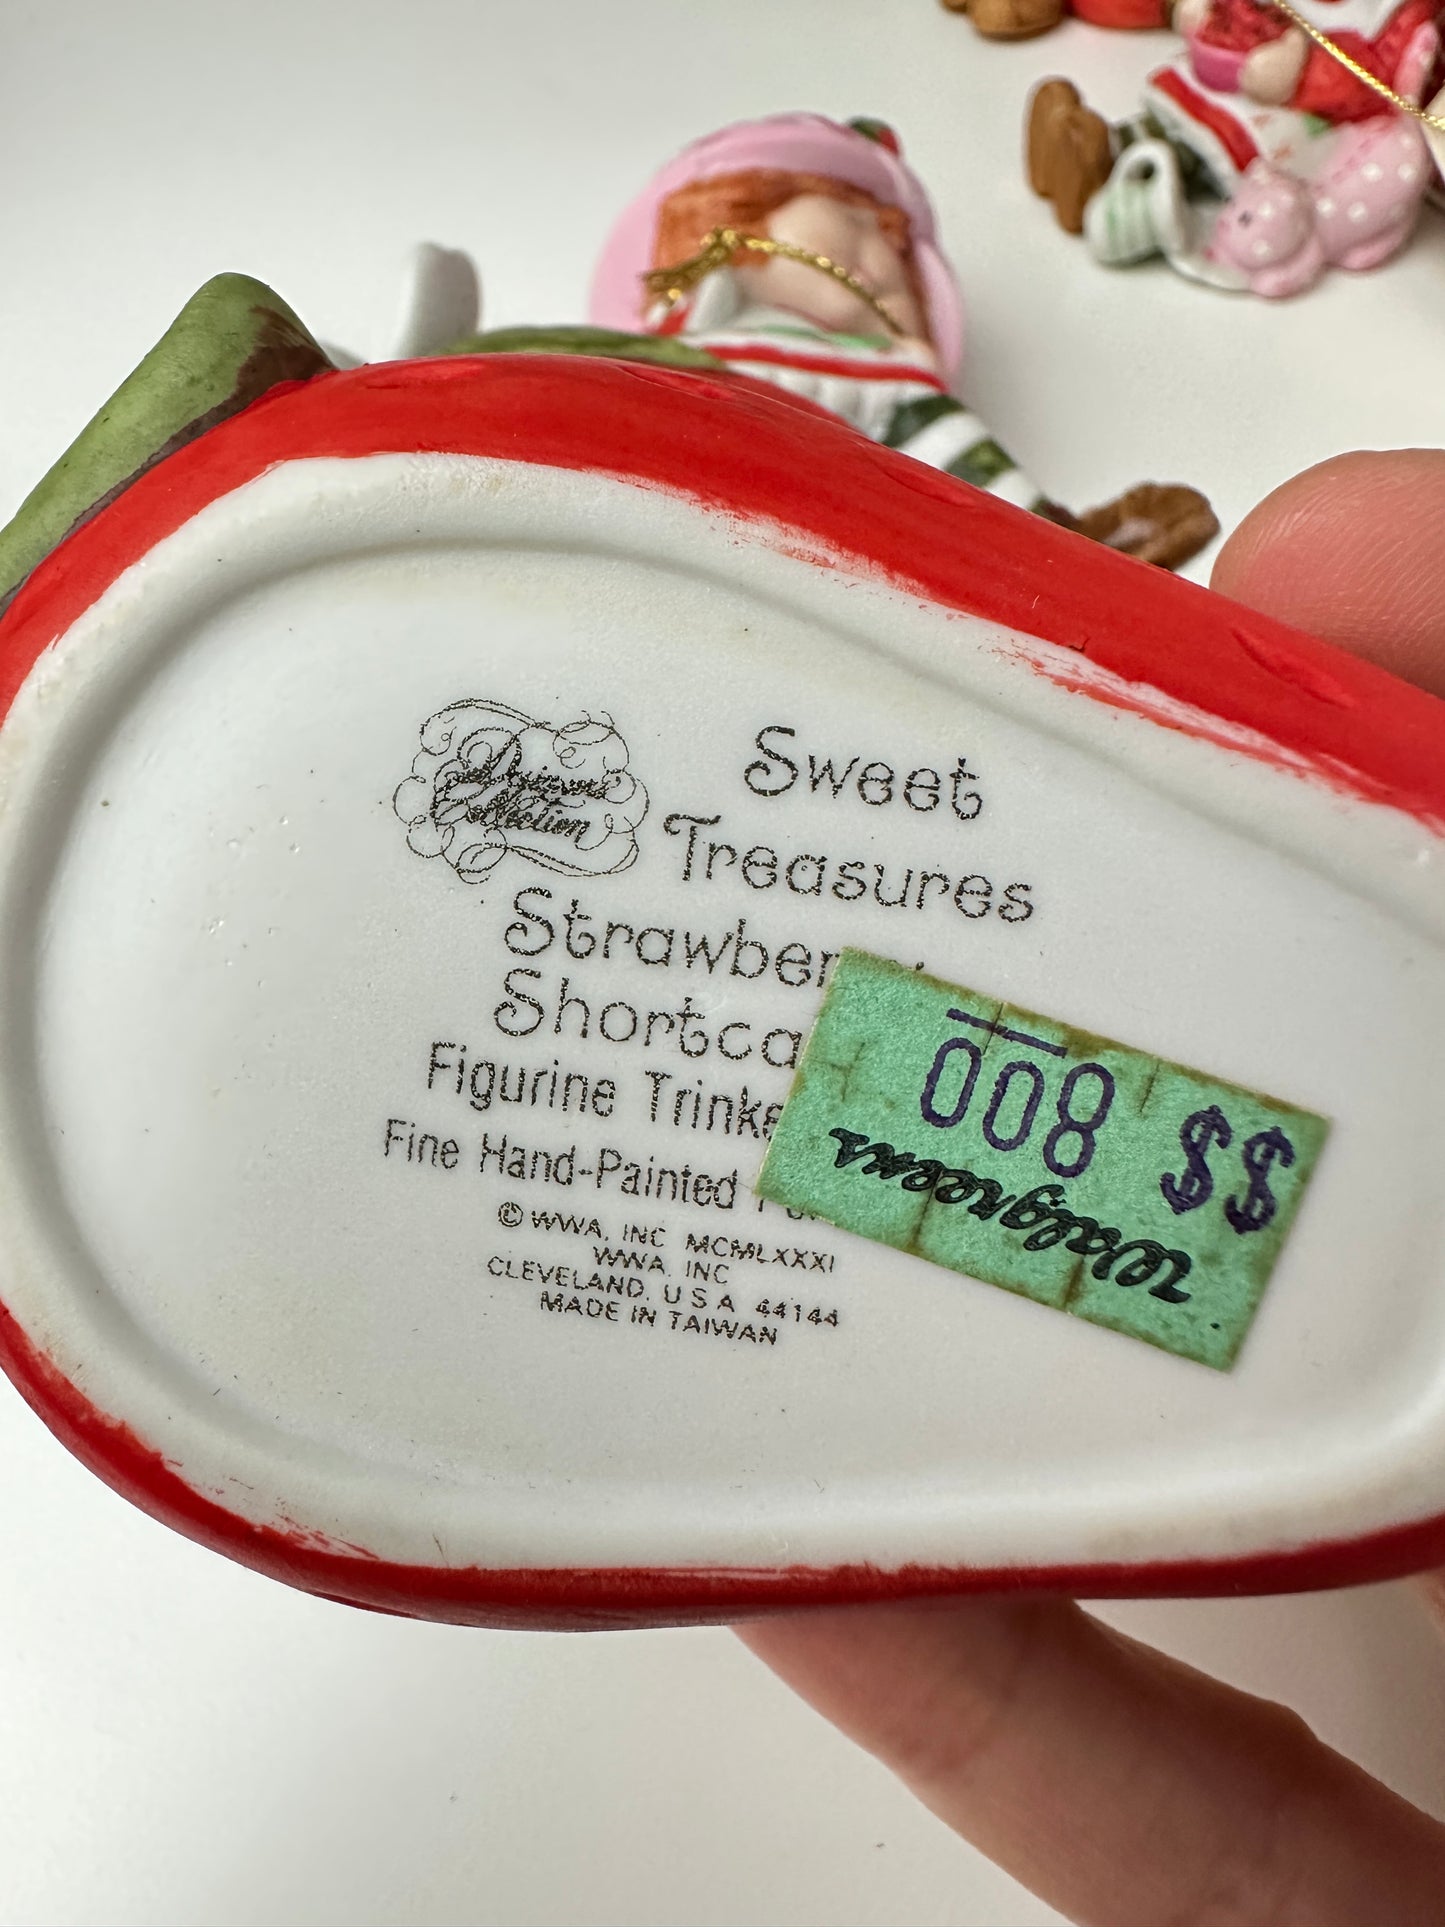 Designers
Collection
Sweet
Treasures
Strawber
Shortca
Figurine Trinke
Fine Hand-Painted
© WWA, INC MCMLXXXI
WWA. INC
CLEVELAND, U S A 44144
MADE IN TAIWAN
Walgreens
$$ 800